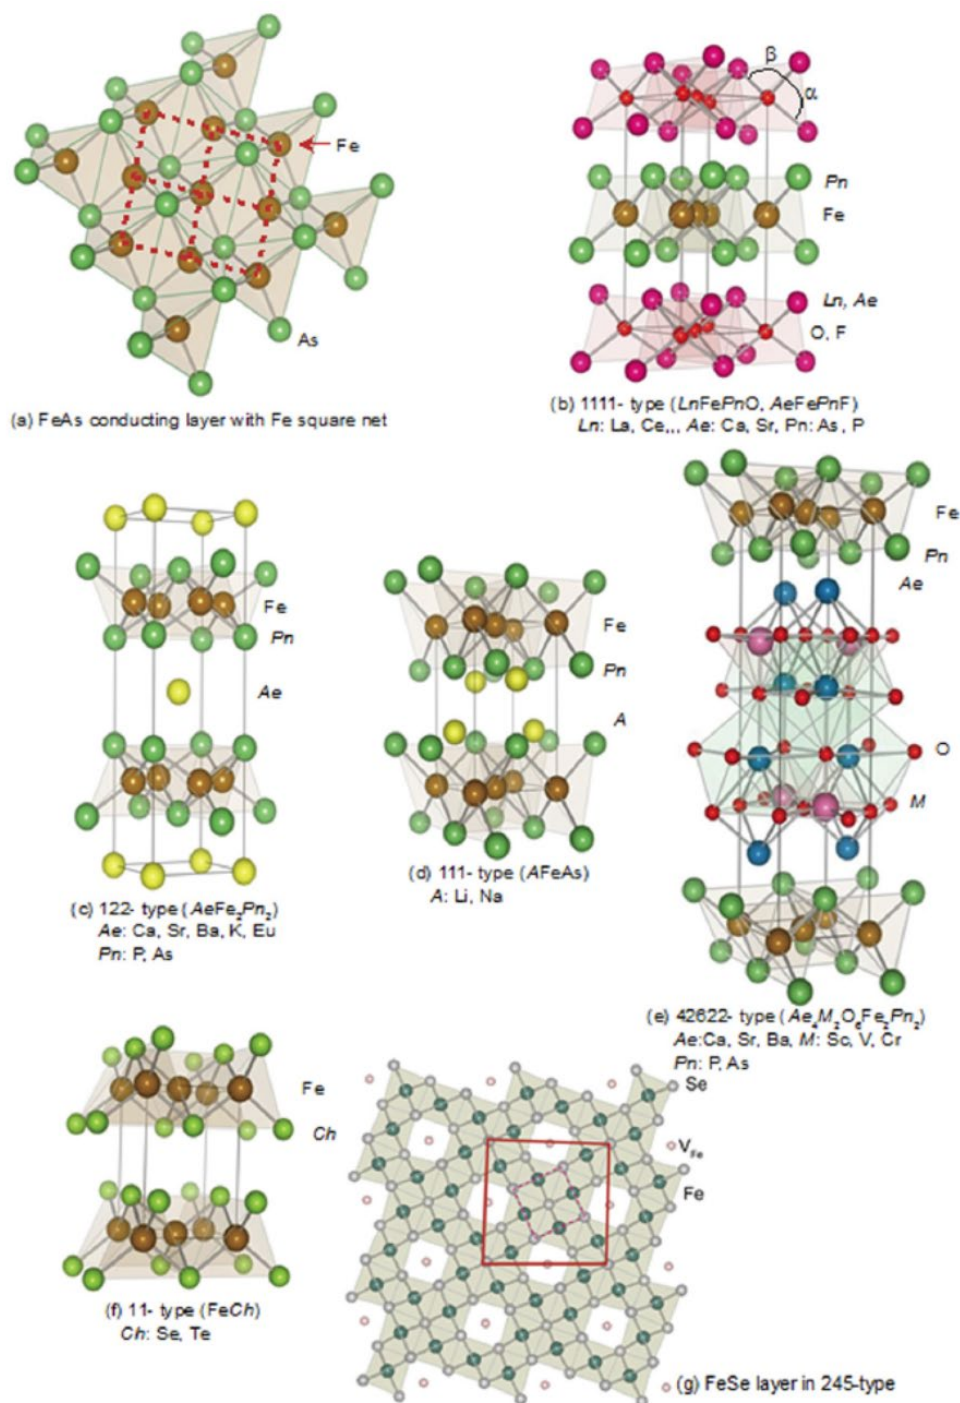 Fe
As
(a) FeAs conducting layer with Fe square net
β
α
Pn
Fe
Ln, Ae
O, F
(b) 1111- type (LnFePnO, AeFePnF)
Ln: La, Ce,,, Ae: Ca, Sr, Pn: As, P
Fe
Pn
Ae
(c) 122- type (AeFe₂Pn₂)
Ae: Ca, Sr, Ba, K, Eu
Pn: P, As
Fe
Pn
A
(d) 111- type (AFeAs)
A: Li, Na
Fe
Pn
Ae
O
M
(e) 42622- type (Ae₄M₂O₆Fe₂Pn₂)
Ae:Ca, Sr, Ba, M: Sc, V, Cr
Pn: P, As
Fe
Ch
(f) 11- type (FeCh)
Ch: Se, Te
Se
V_Fe
Fe
(g) FeSe layer in 245-type